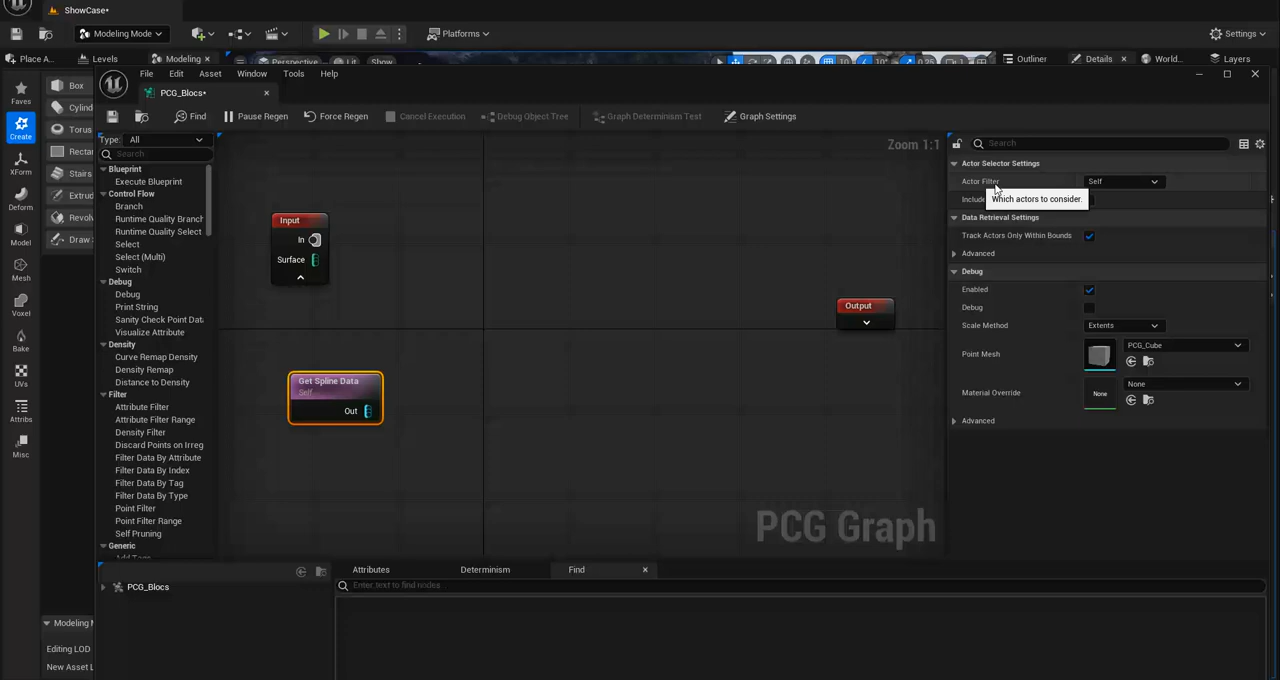 ShowCase*
Modeling Mode
Platforms
Settings
Place A...
Levels
Modeling
Perspective
Lit
Show
10
10°
0.25
Outliner
Details
World...
Layers
Faves
Create
XForm
Deform
Model
Mesh
Voxel
Bake
UVs
Attribs
Misc
Box
Cylind
Torus
Rectan
Stairs
Extrud
Revolv
Draw S
Modeling M
Editing LOD
New Asset L
File
Edit
Asset
Window
Tools
Help
PCG_Blocs*
Find
Pause Regen
Force Regen
Cancel Execution
Debug Object Tree
Graph Determinism Test
Graph Settings
Type:
All
Search
Blueprint
Execute Blueprint
Control Flow
Branch
Runtime Quality Branch
Runtime Quality Select
Select
Select (Multi)
Switch
Debug
Debug
Print String
Sanity Check Point Data
Visualize Attribute
Density
Curve Remap Density
Density Remap
Distance to Density
Filter
Attribute Filter
Attribute Filter Range
Density Filter
Discard Points on Irreg
Filter Data By Attribute
Filter Data By Index
Filter Data By Tag
Filter Data By Type
Point Filter
Point Filter Range
Self Pruning
Generic
Add Tags
Zoom 1:1
Input
In
Surface
Get Spline Data
Self
Out
Output
PCG Graph
Search
Actor Selector Settings
Actor Filter
Self
Include
Which actors to consider.
Data Retrieval Settings
Track Actors Only Within Bounds
Advanced
Debug
Enabled
Debug
Scale Method
Extents
Point Mesh
PCG_Cube
Material Override
None
None
Advanced
PCG_Blocs
Attributes
Determinism
Find
Enter text to find nodes...